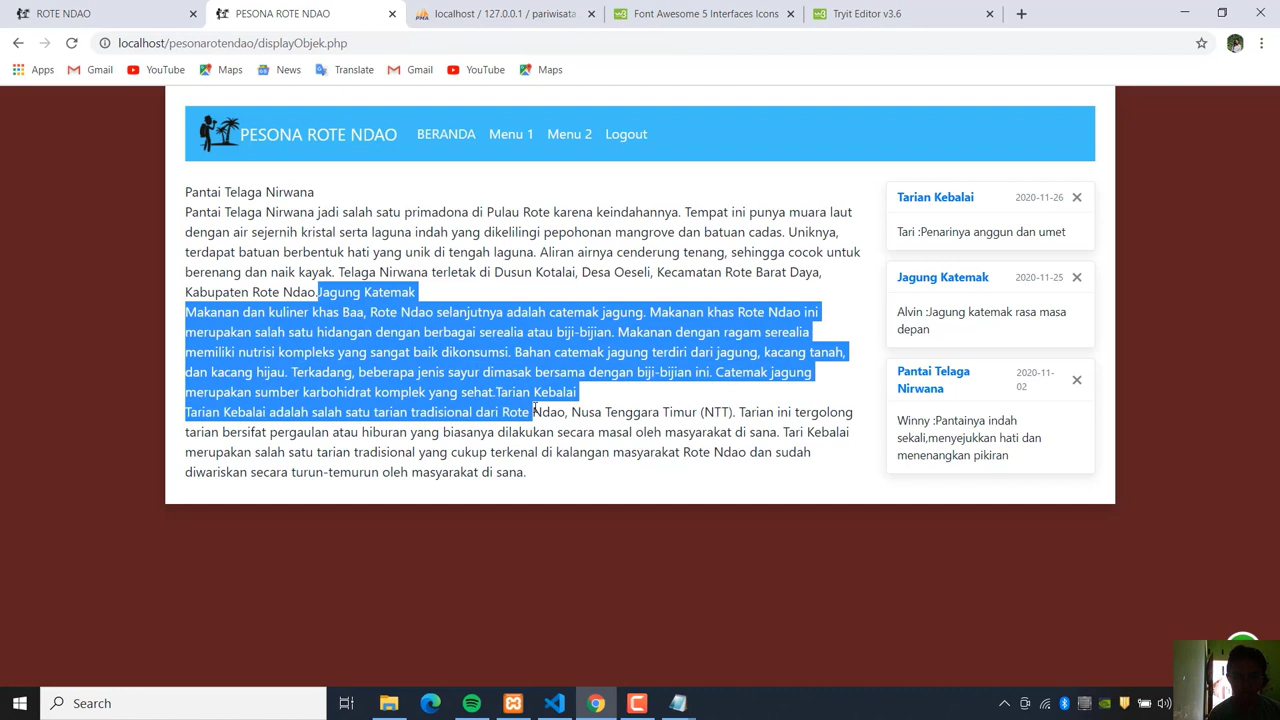 ROTE NDAO
PESONA ROTE NDAO
localhost / 127.0.0.1 / pariwisata
Font Awesome 5 Interfaces Icons
Tryit Editor v3.6
localhost/pesonarotendao/displayObjek.php
Apps Gmail YouTube Maps News Translate Gmail YouTube Maps
PESONA ROTE NDAO BERANDA Menu 1 Menu 2 Logout
Pantai Telaga Nirwana
Pantai Telaga Nirwana jadi salah satu primadona di Pulau Rote karena keindahannya. Tempat ini punya muara laut
dengan air sejernih kristal serta laguna indah yang dikelilingi pepohonan mangrove dan batuan cadas. Uniknya,
terdapat batuan berbentuk hati yang unik di tengah laguna. Aliran airnya cenderung tenang, sehingga cocok untuk
berenang dan naik kayak. Telaga Nirwana terletak di Dusun Kotalai, Desa Oeseli, Kecamatan Rote Barat Daya,
Kabupaten Rote Ndao.Jagung Katemak
Makanan dan kuliner khas Baa, Rote Ndao selanjutnya adalah catemak jagung. Makanan khas Rote Ndao ini
merupakan salah satu hidangan dengan berbagai serealia atau biji-bijian. Makanan dengan ragam serealia
memiliki nutrisi kompleks yang sangat baik dikonsumsi. Bahan catemak jagung terdiri dari jagung, kacang tanah,
dan kacang hijau. Terkadang, beberapa jenis sayur dimasak bersama dengan biji-bijian ini. Catemak jagung
merupakan sumber karbohidrat komplek yang sehat.Tarian Kebalai
Tarian Kebalai adalah salah satu tarian tradisional dari Rote Ndao, Nusa Tenggara Timur (NTT). Tarian ini tergolong
tarian bersifat pergaulan atau hiburan yang biasanya dilakukan secara masal oleh masyarakat di sana. Tari Kebalai
merupakan salah satu tarian tradisional yang cukup terkenal di kalangan masyarakat Rote Ndao dan sudah
diwariskan secara turun-temurun oleh masyarakat di sana.
Tarian Kebalai 2020-11-26
Tari :Penarinya anggun dan umet
Jagung Katemak 2020-11-25
Alvin :Jagung katemak rasa masa
depan
Pantai Telaga
Nirwana
2020-11-
02
Winny :Pantainya indah
sekali,menyejukkan hati dan
menenangkan pikiran
Search